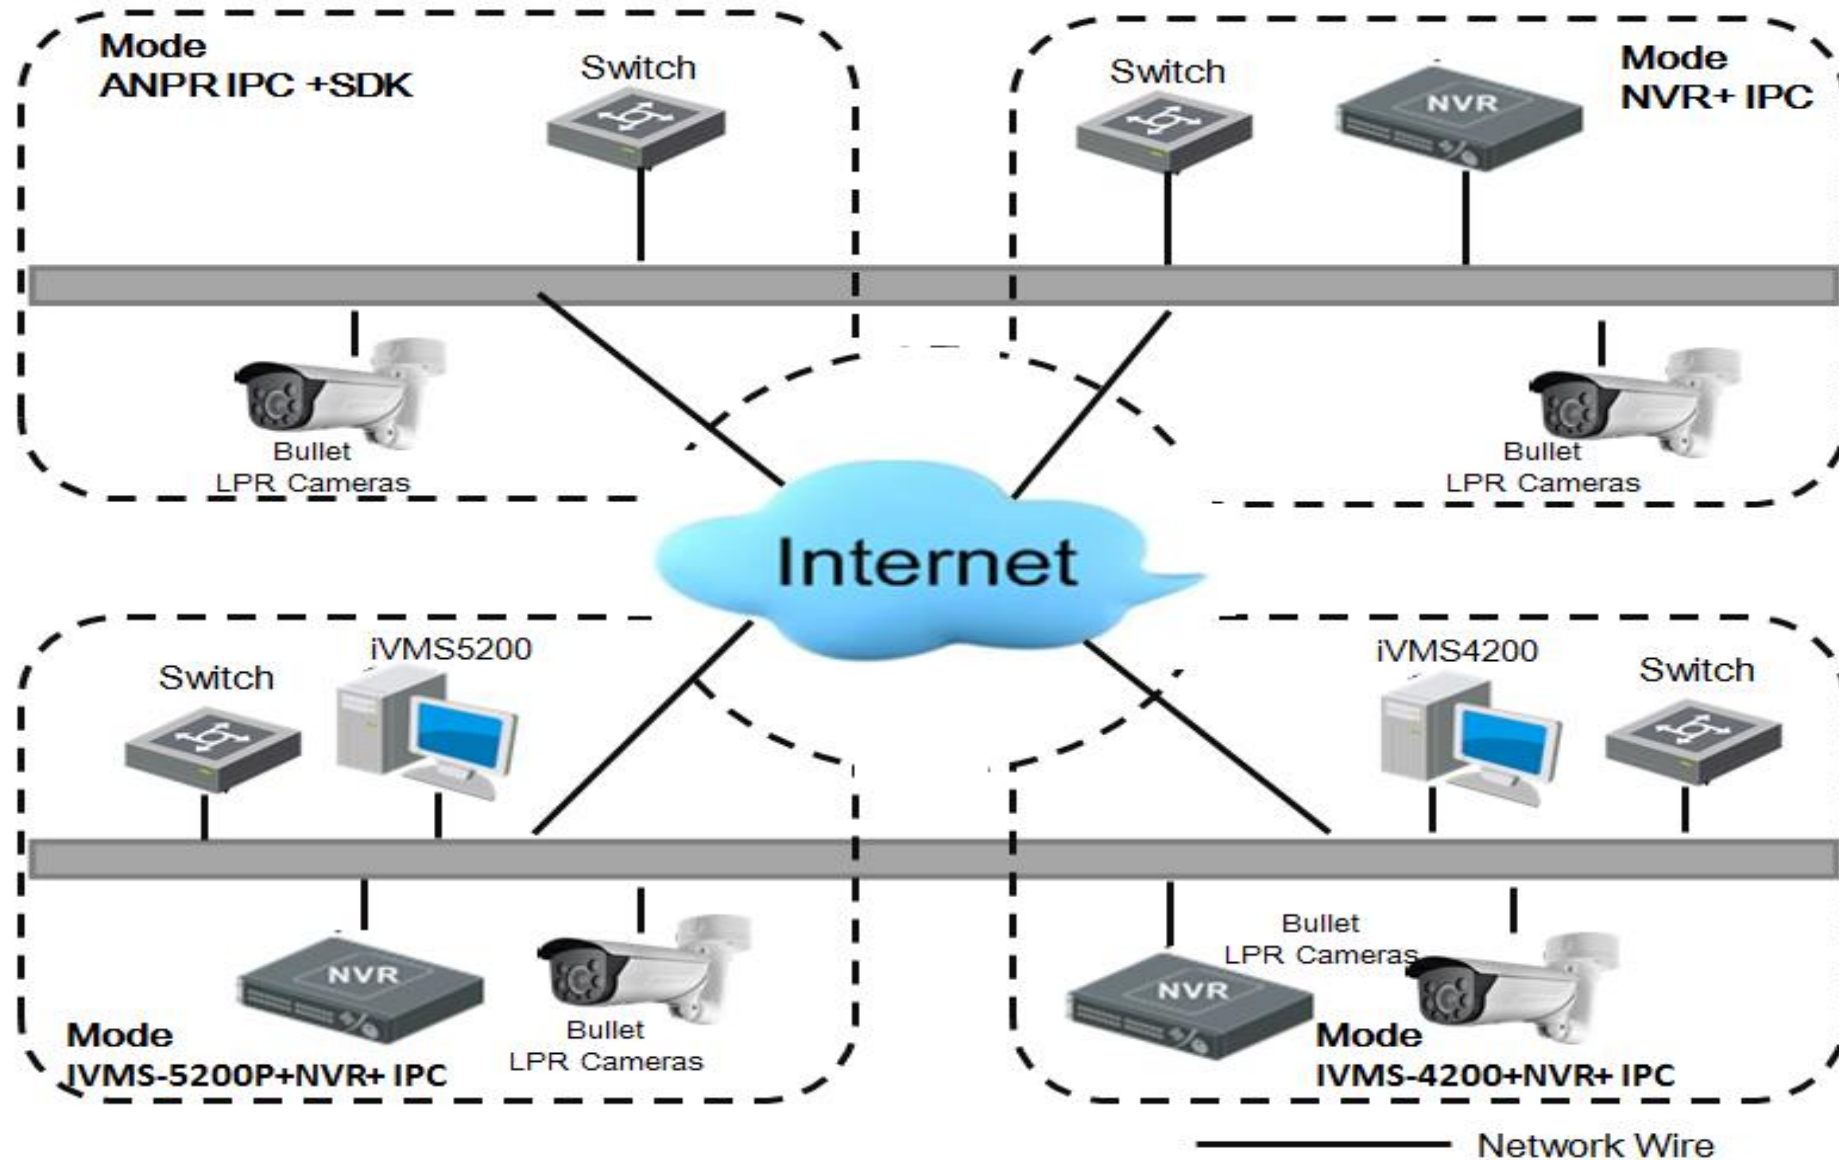 Mode
ANPR IPC +SDK
Switch
Switch
NVR
Mode
NVR+ IPC
Bullet
LPR Cameras
Bullet
LPR Cameras
Internet
Switch
iVMS5200
iVMS4200
Switch
NVR
Bullet
LPR Cameras
Mode
IVMS-5200P+NVR+ IPC
Bullet
LPR Cameras
NVR
Mode
IVMS-4200+NVR+ IPC
Network Wire